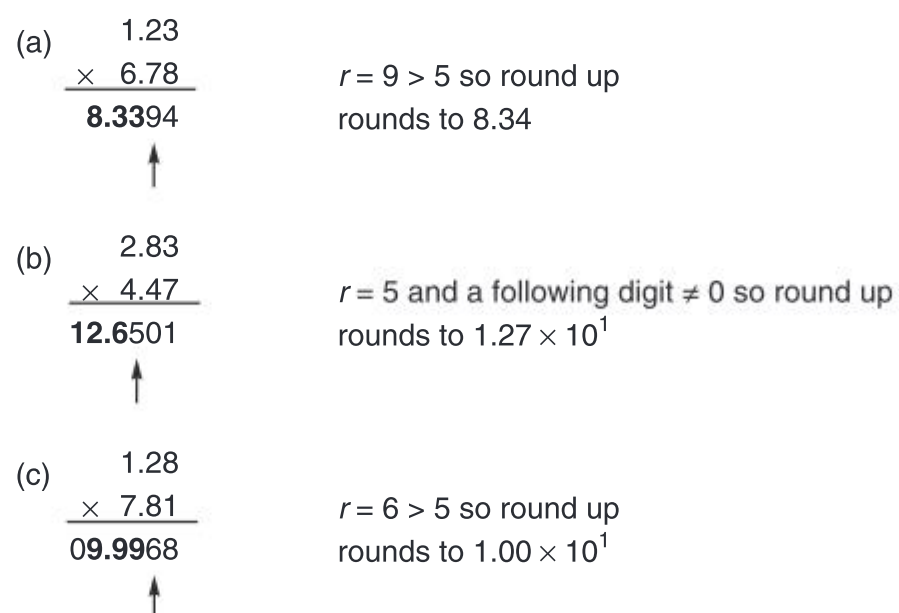 (a) 1.23
× 6.78 r = 9 > 5 so round up
8.3394 rounds to 8.34
(b) 2.83
× 4.47 r = 5 and a following digit ≠ 0 so round up
12.6501 rounds to 1.27 × 10¹
(c) 1.28
× 7.81 r = 6 > 5 so round up
09.9968 rounds to 1.00 × 10¹